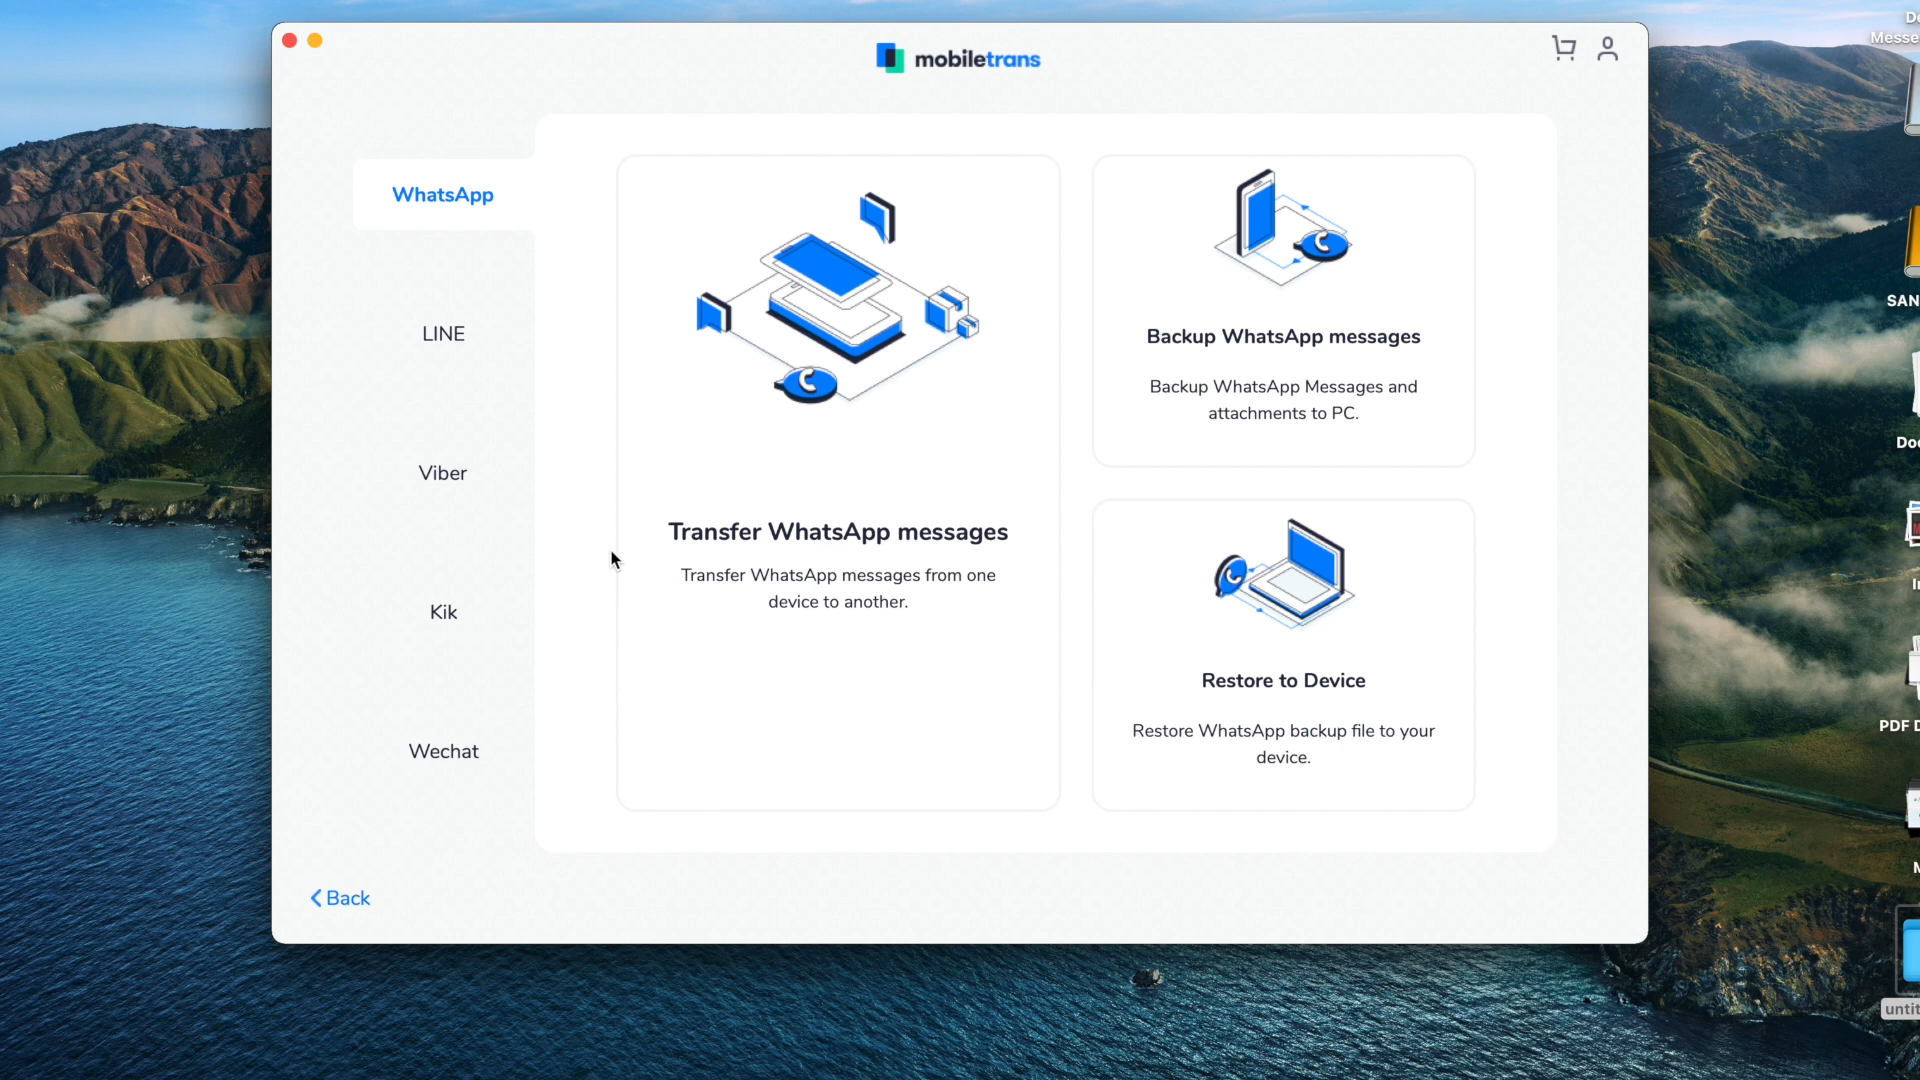 mobiletrans
WhatsApp
LINE
Viber
Kik
Wechat
Transfer WhatsApp messages
Transfer WhatsApp messages from one
device to another.
Backup WhatsApp messages
Backup WhatsApp Messages and
attachments to PC.
Restore to Device
Restore WhatsApp backup file to your
device.
Back
Messe
SAN
PDF D
untit